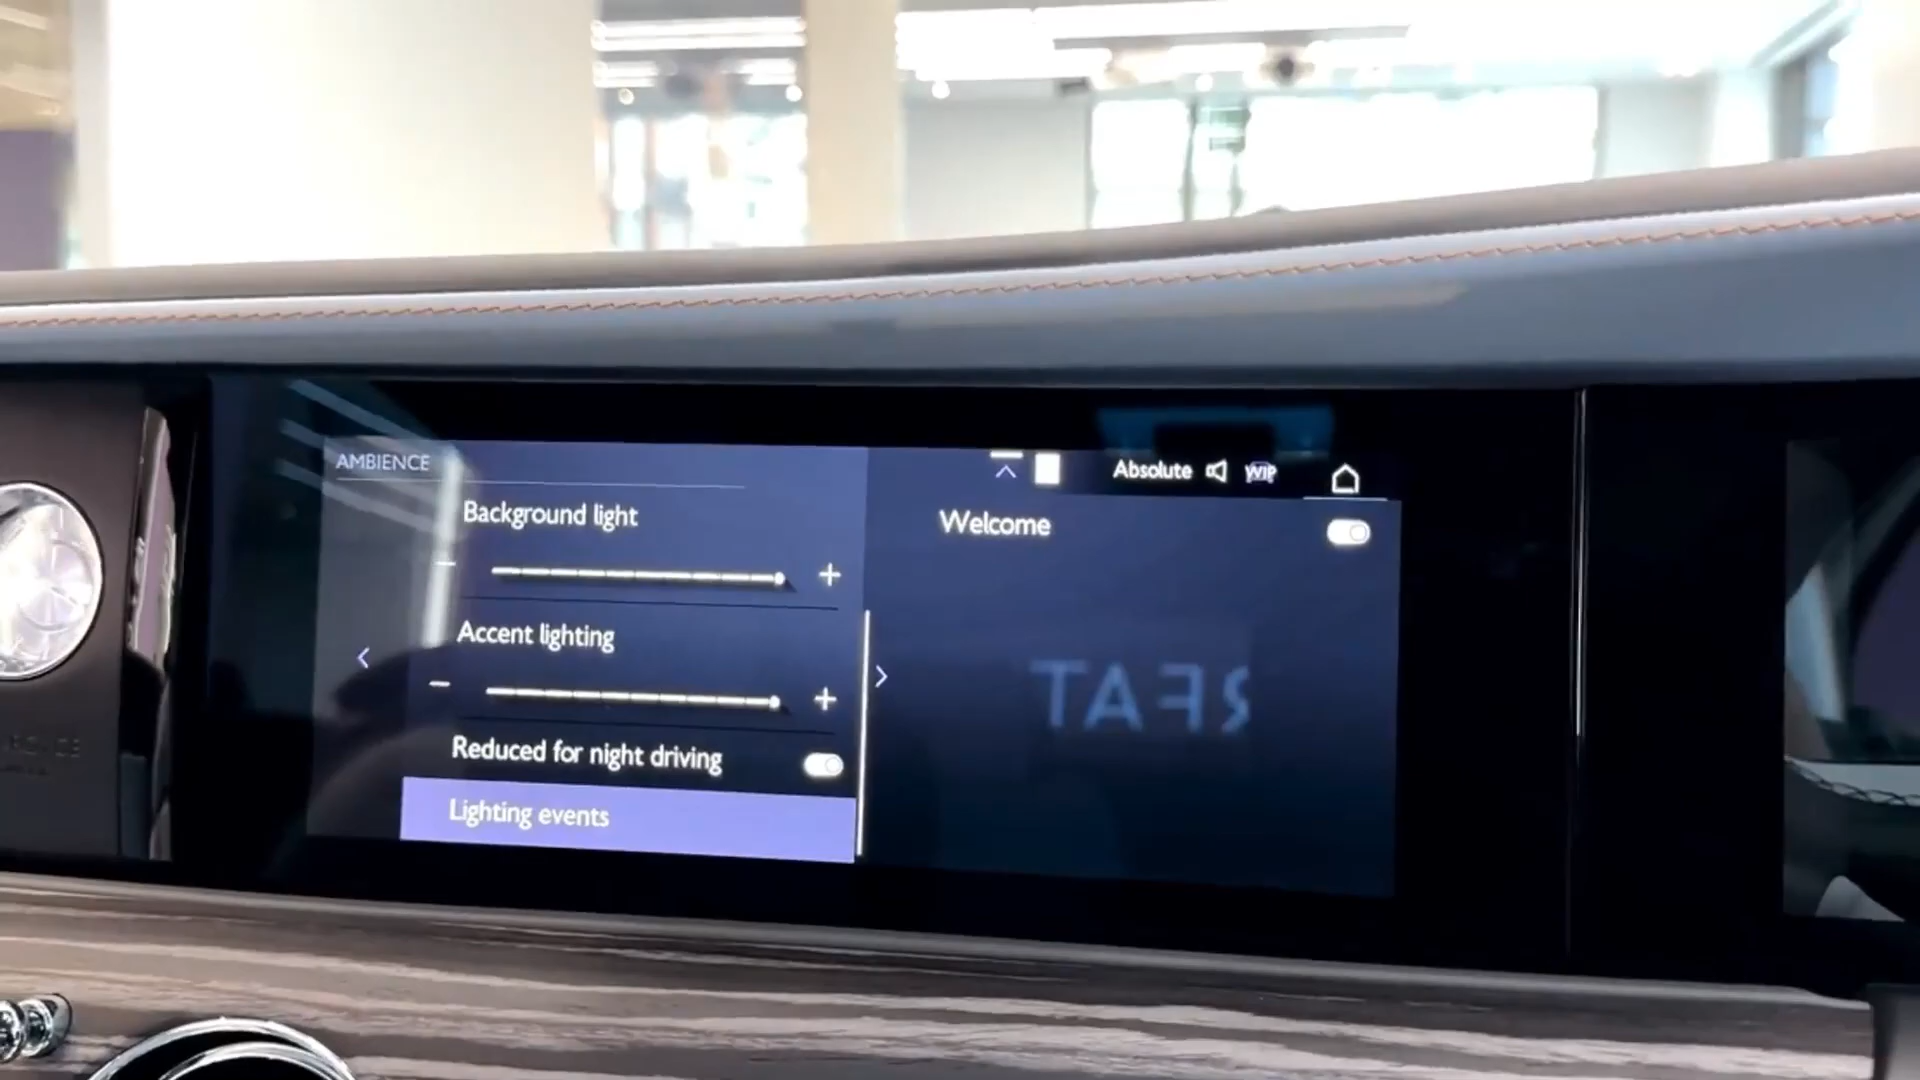 AMBIENCE
Absolute
Background light
Welcome
Accent lighting
Reduced for night driving
Lighting events